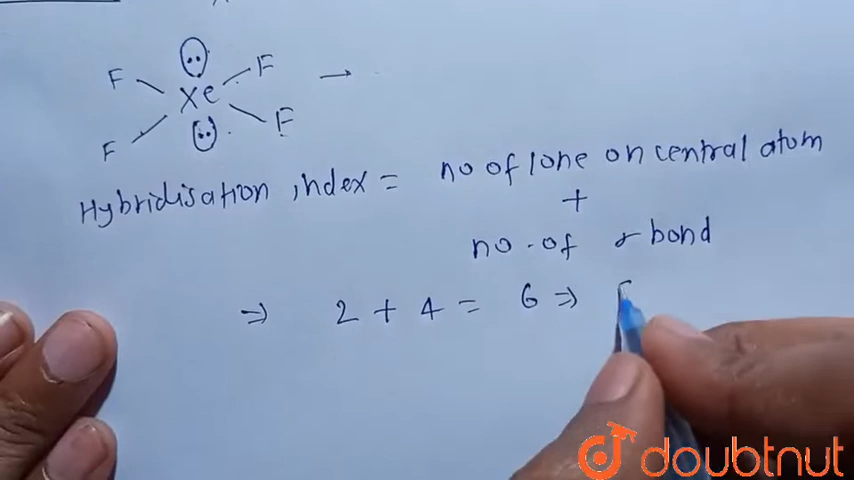 F F
Xe
F F
→
Hybridisation index = no of lone on central atom
+
no. of σ bond
⇒ 2 + 4 = 6 ⇒
doubtnut